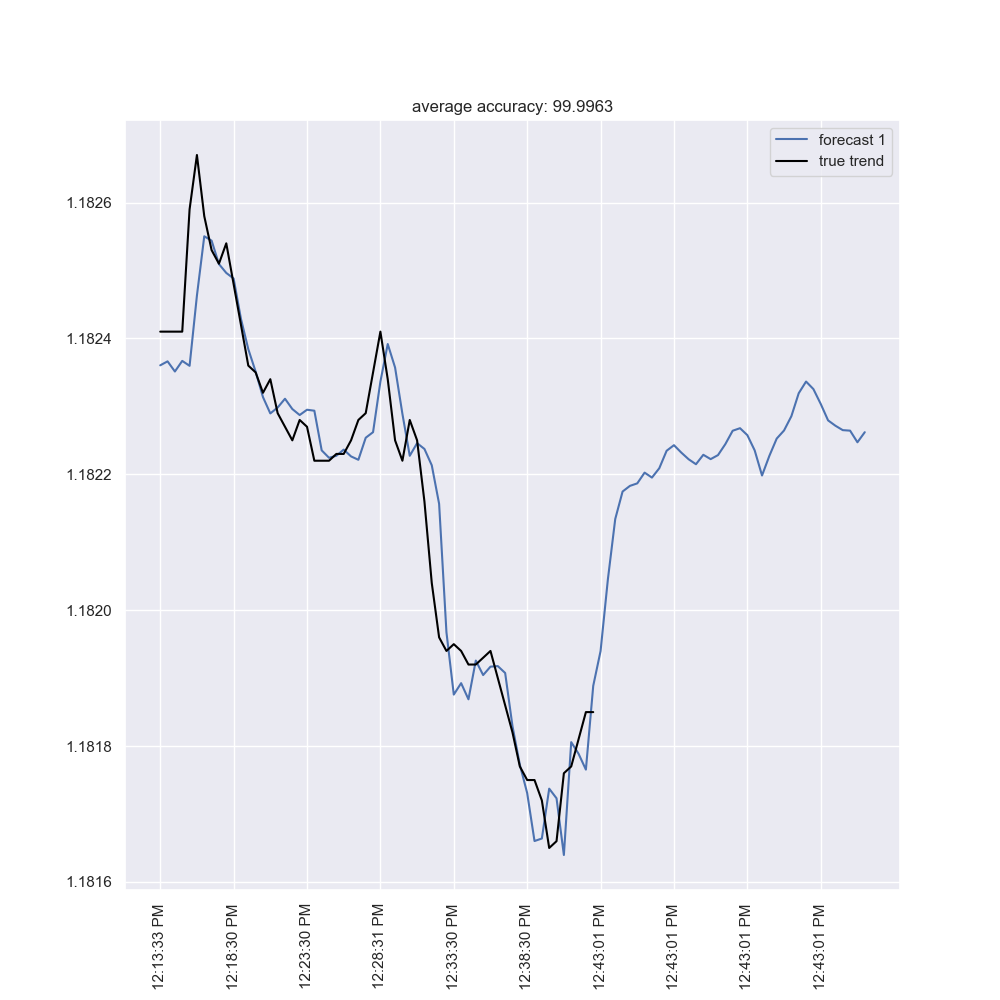 average accuracy: 99.9963
forecast 1
true trend
1.1826
1.1824
1.1822
1.1820
1.1818
1.1816
12:13:33 PM
12:18:30 PM
12:23:30 PM
12:28:31 PM
12:33:30 PM
12:38:30 PM
12:43:01 PM
12:43:01 PM
12:43:01 PM
12:43:01 PM